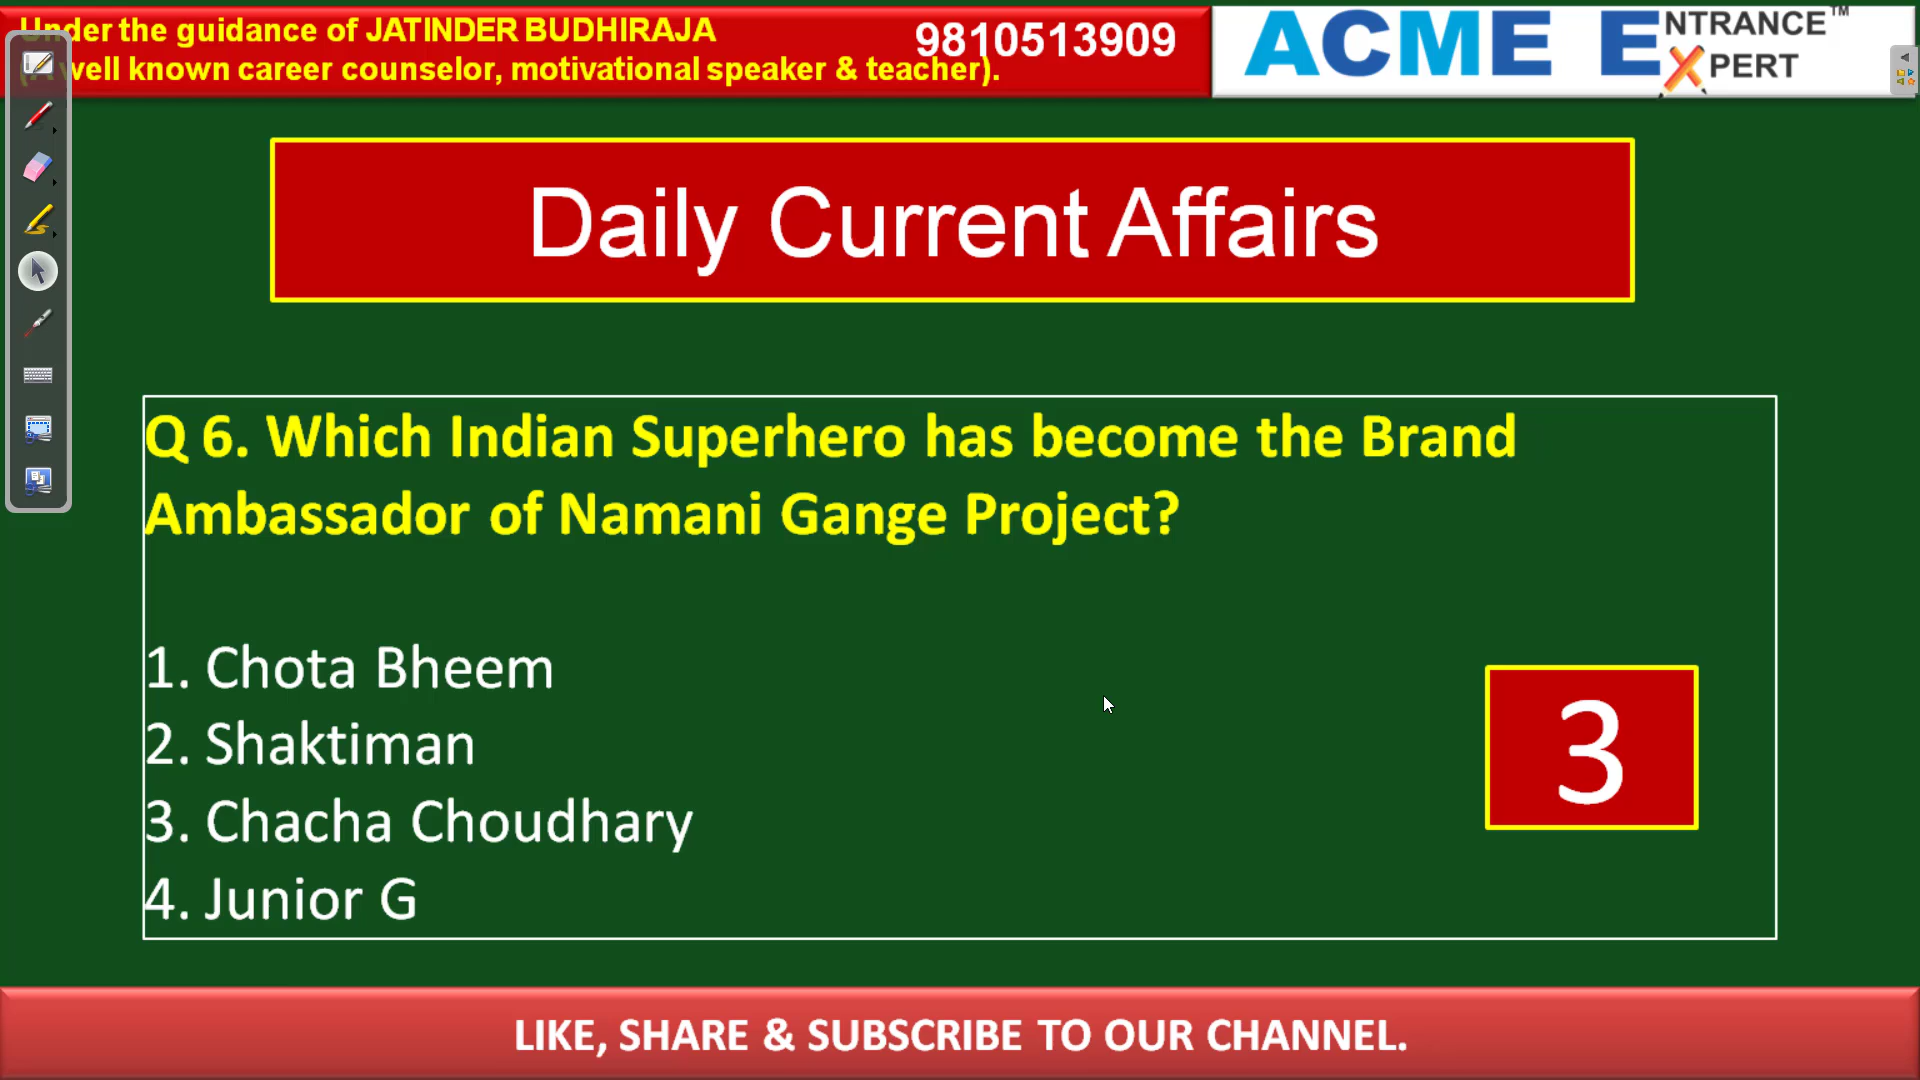 Under the guidance of JATINDER BUDHIRAJA
well known career counselor, motivational speaker & teacher).
9810513909
ACME ENTRANCE EXPERT™
Daily Current Affairs
Q 6. Which Indian Superhero has become the Brand
Ambassador of Namani Gange Project?
1. Chota Bheem
2. Shaktiman
3. Chacha Choudhary
4. Junior G
3
LIKE, SHARE & SUBSCRIBE TO OUR CHANNEL.